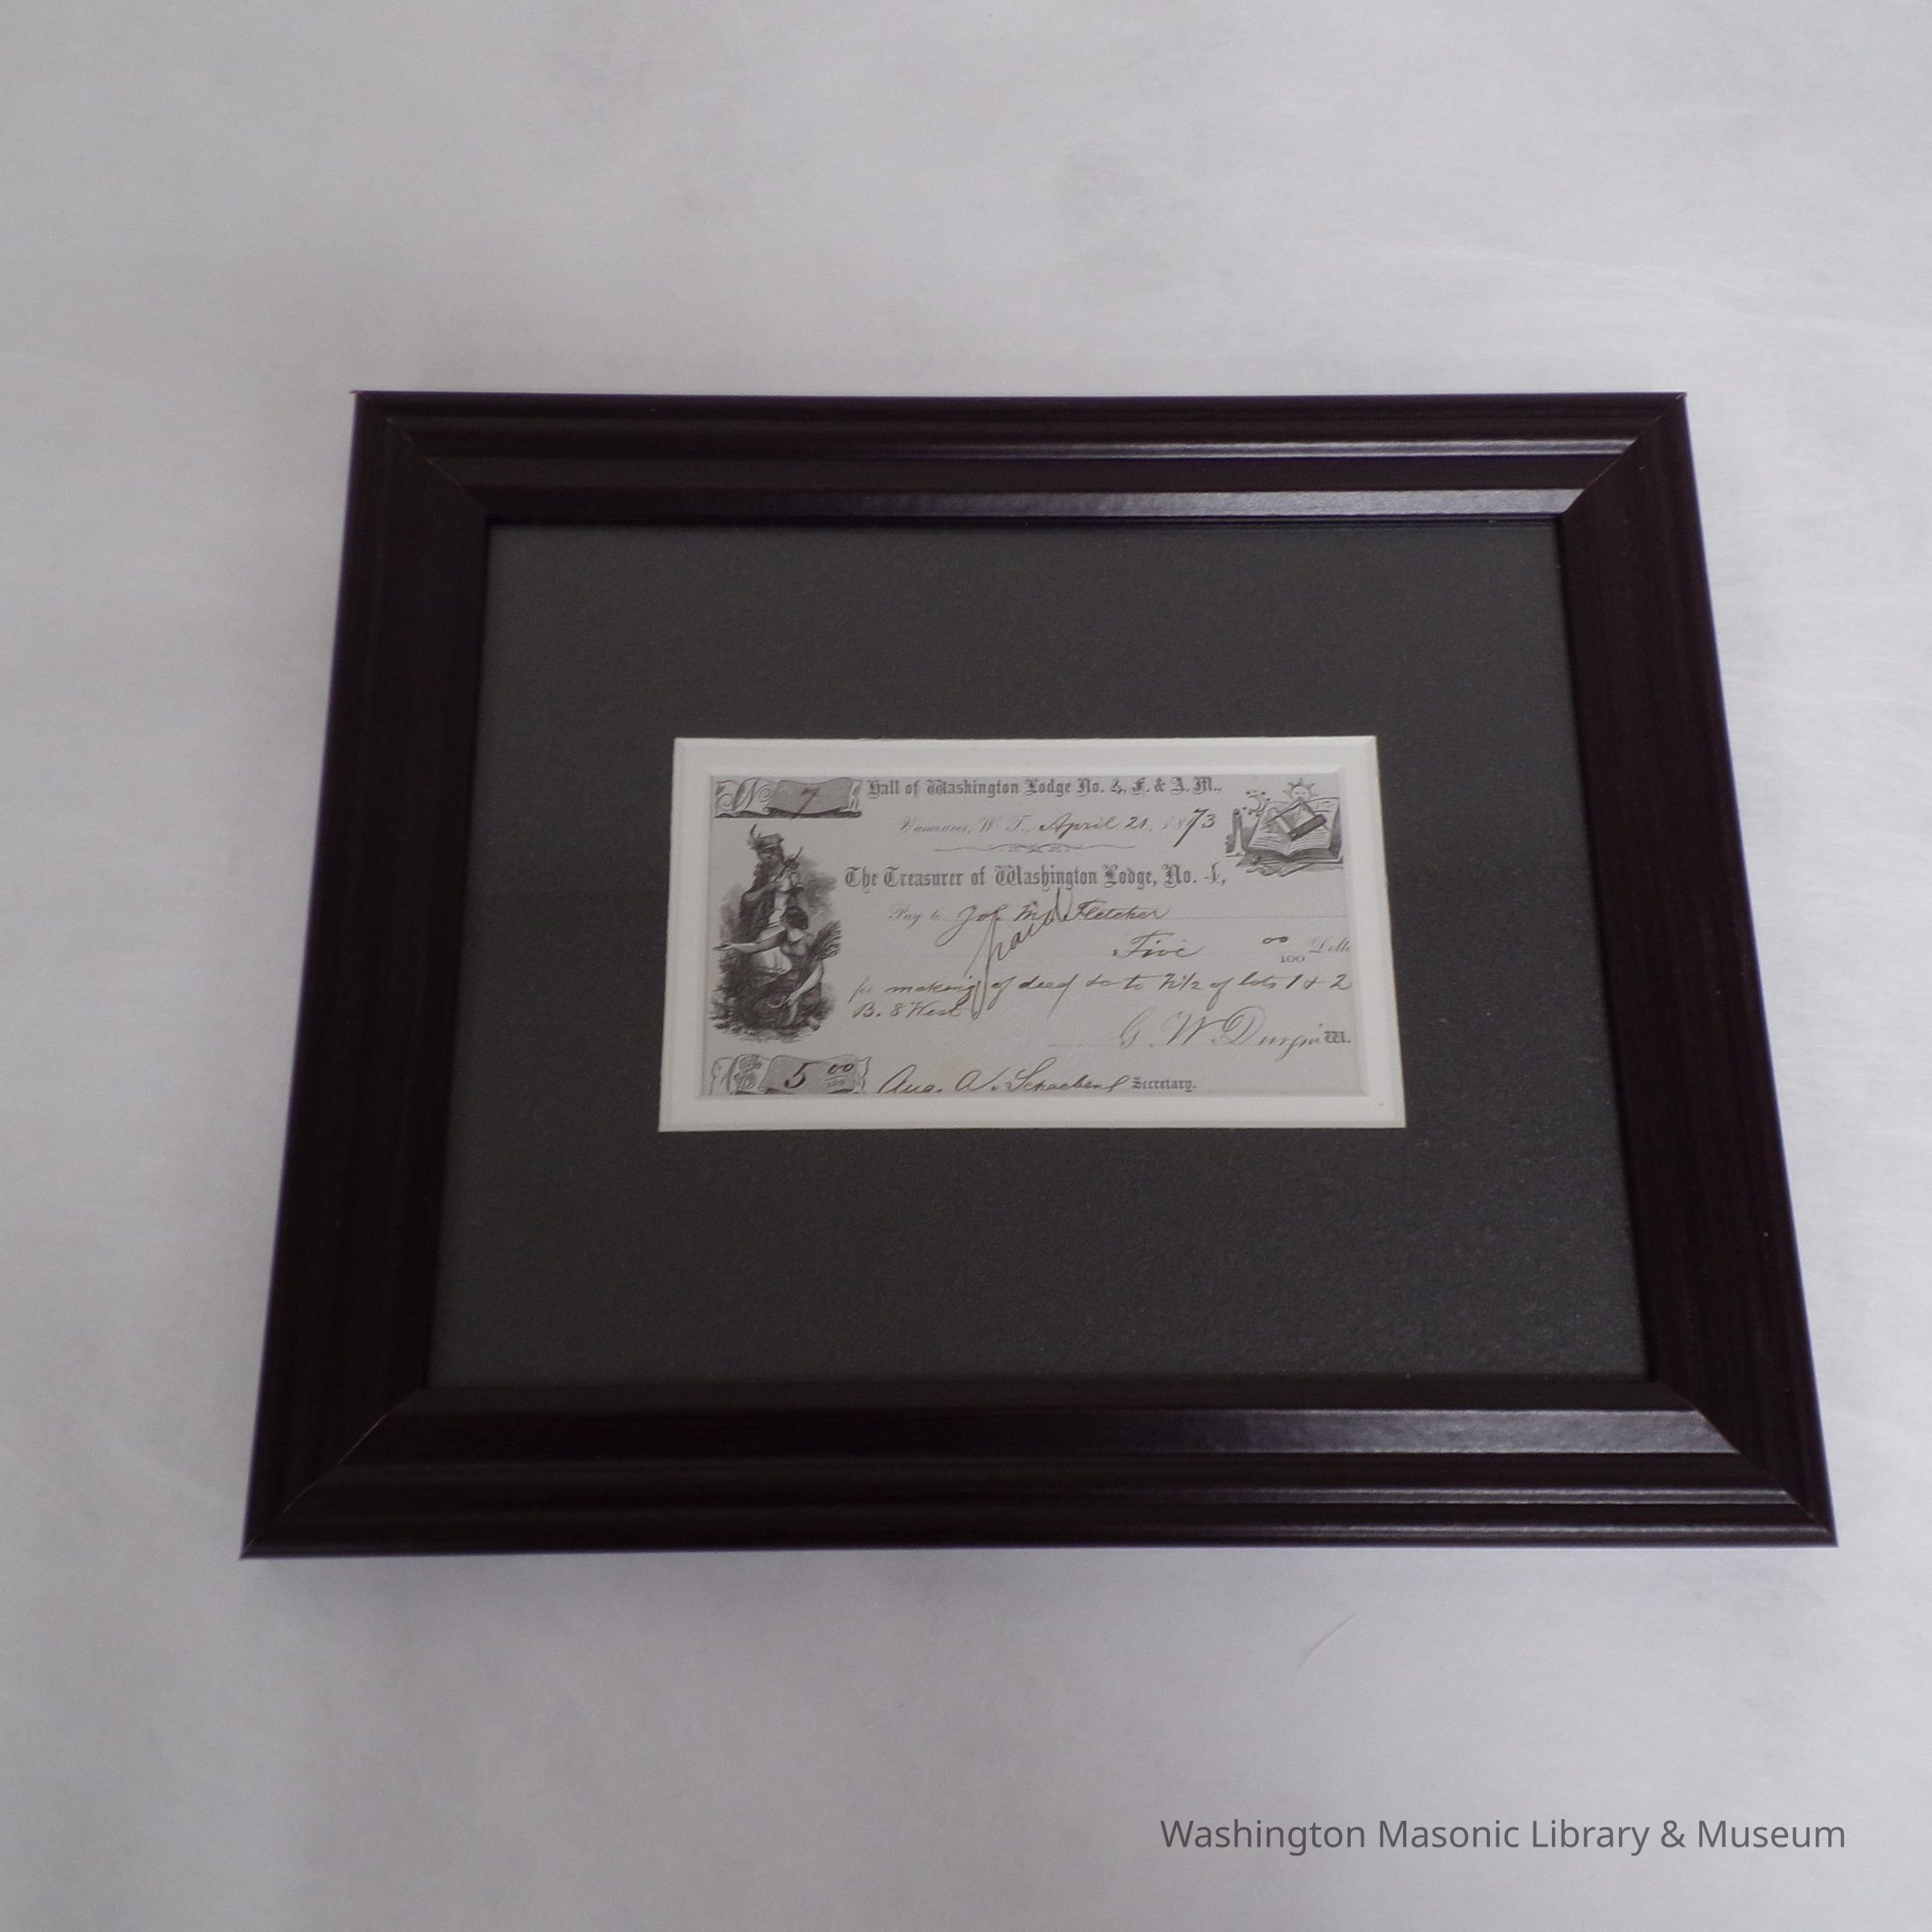 No 7 Hall of Washington Lodge No. 4, F. & A. M.,
Vancouver, W. T., April 21, 1873
The Treasurer of Washington Lodge, No. 4,
Pay to Jos. M. Fletcher
paid
Five 00/100 Dolls
for making of deed &c to N1/2 of lots 1 & 2
B. 8 West
G. W. Durgin W.
5 00/100 Aug. A. Secretary.
Washington Masonic Library & Museum